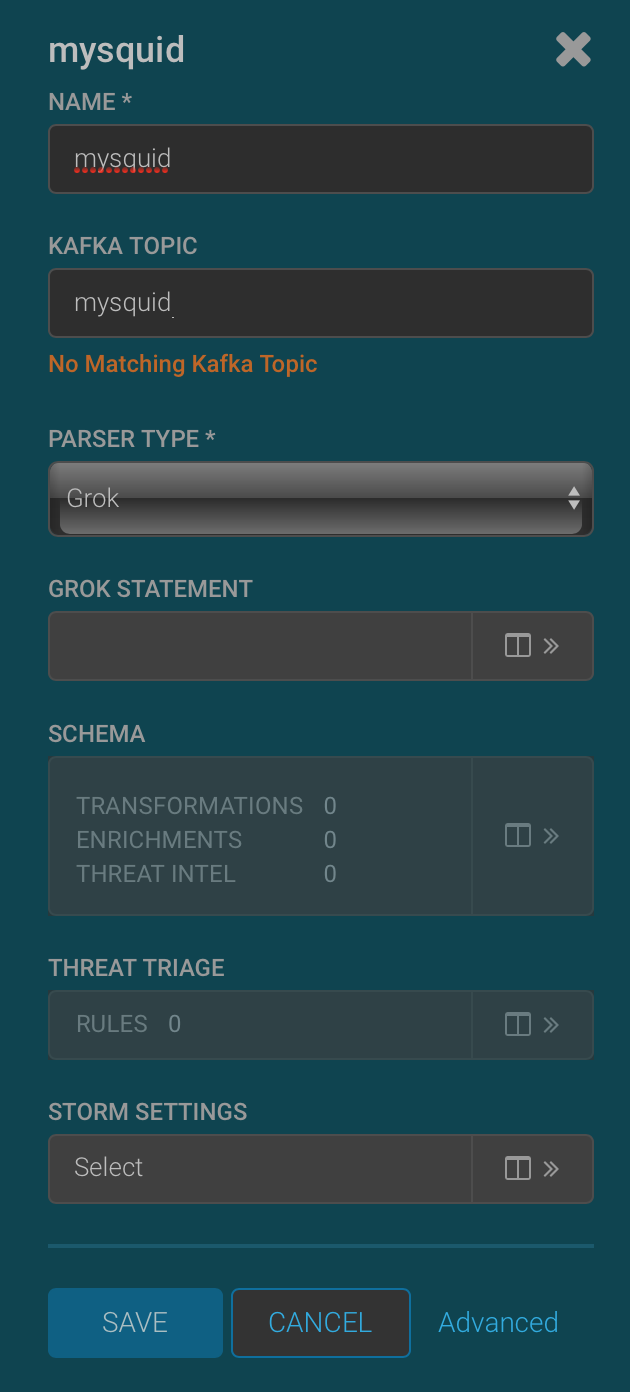 mysquid
NAME *
mysquid
KAFKA TOPIC
mysquid
No Matching Kafka Topic
PARSER TYPE *
Grok
GROK STATEMENT
SCHEMA
TRANSFORMATIONS 0
ENRICHMENTS 0
THREAT INTEL 0
THREAT TRIAGE
RULES 0
STORM SETTINGS
Select
SAVE CANCEL Advanced